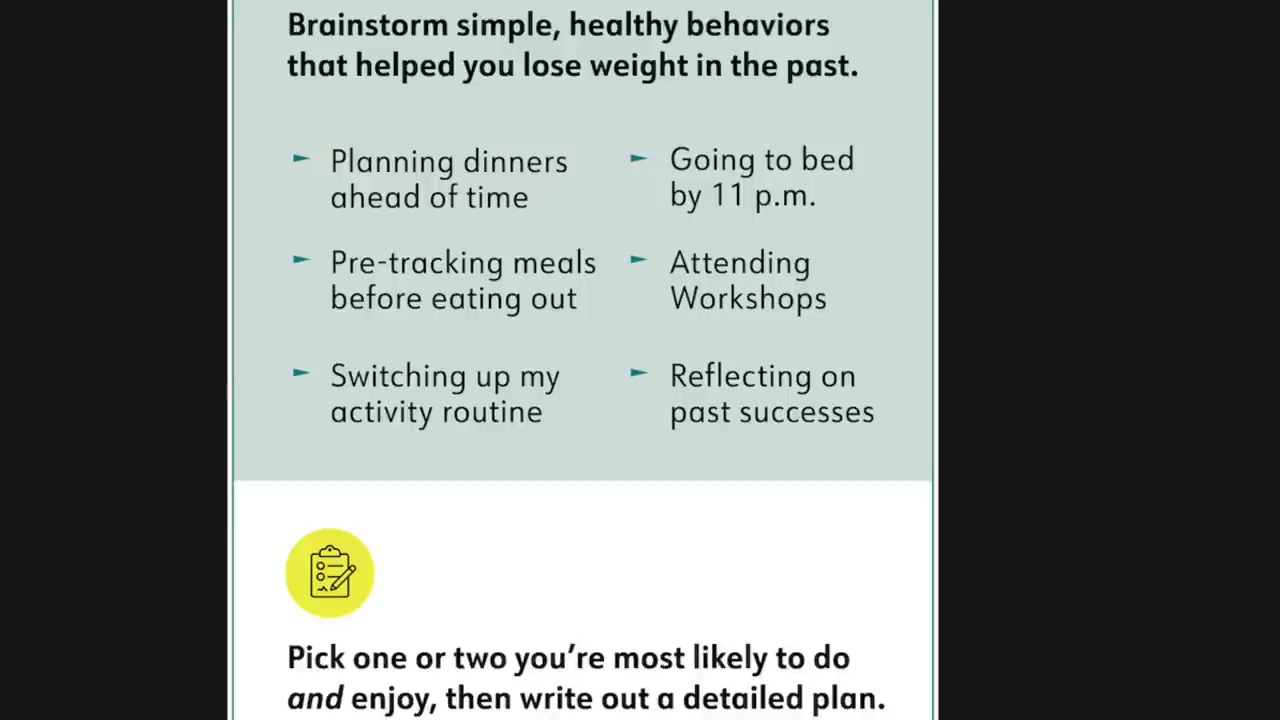 Brainstorm simple, healthy behaviors
that helped you lose weight in the past.
Planning dinners
ahead of time
Pre-tracking meals
before eating out
Switching up my
activity routine
Going to bed
by 11 p.m.
Attending
Workshops
Reflecting on
past successes
Pick one or two you're most likely to do
and enjoy, then write out a detailed plan.